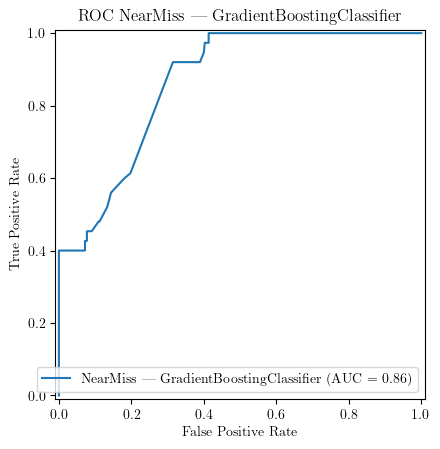 ROC NearMiss — GradientBoostingClassifier
1.0
0.8
0.6
0.4
0.2
0.0
True Positive Rate
NearMiss — GradientBoostingClassifier (AUC = 0.86)
0.0 0.2 0.4 0.6 0.8 1.0
False Positive Rate